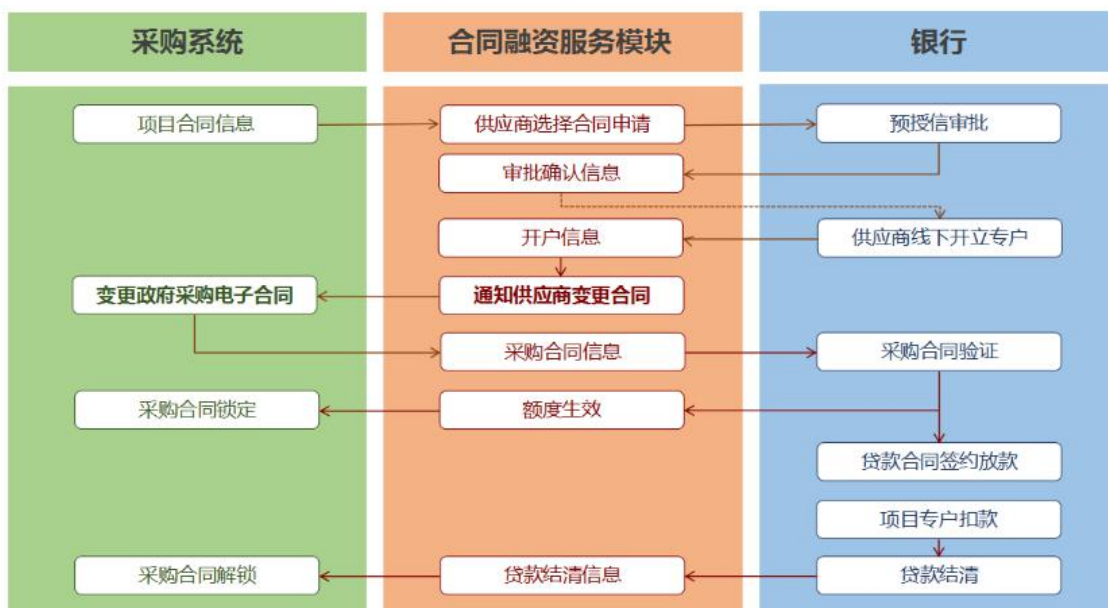 采购系统
合同融资服务模块
银行
项目合同信息
供应商选择合同申请
预授信审批
审批确认信息
开户信息
供应商线下开立专户
变更政府采购电子合同
通知供应商变更合同
采购合同信息
采购合同验证
采购合同锁定
额度生效
贷款合同签约放款
项目专户扣款
采购合同解锁
贷款结清信息
贷款结清